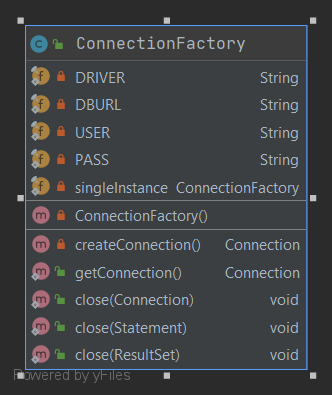 ConnectionFactory
DRIVER String
DBURL String
USER String
PASS String
singleInstance ConnectionFactory
ConnectionFactory()
createConnection() Connection
getConnection() Connection
close(Connection) void
close(Statement) void
close(ResultSet) void
Powered by yFiles